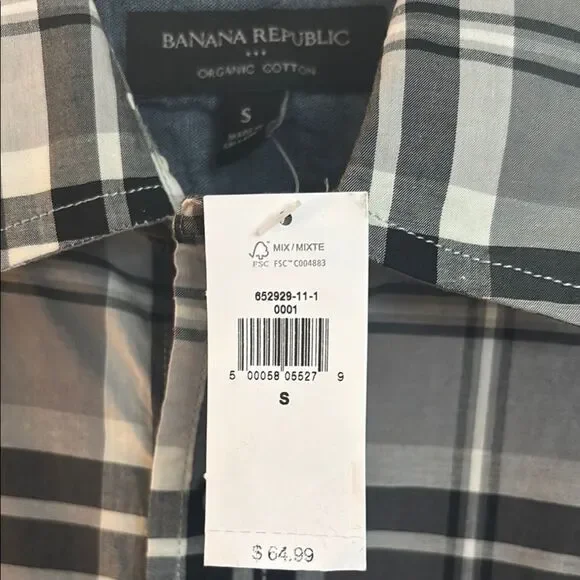 BANANA REPUBLIC
ORGANIC COTTON
S
MIX/MIXTE
FSC FSC™ C004883
652929-11-1
0001
5 00058 05527 9
S
$ 64.99